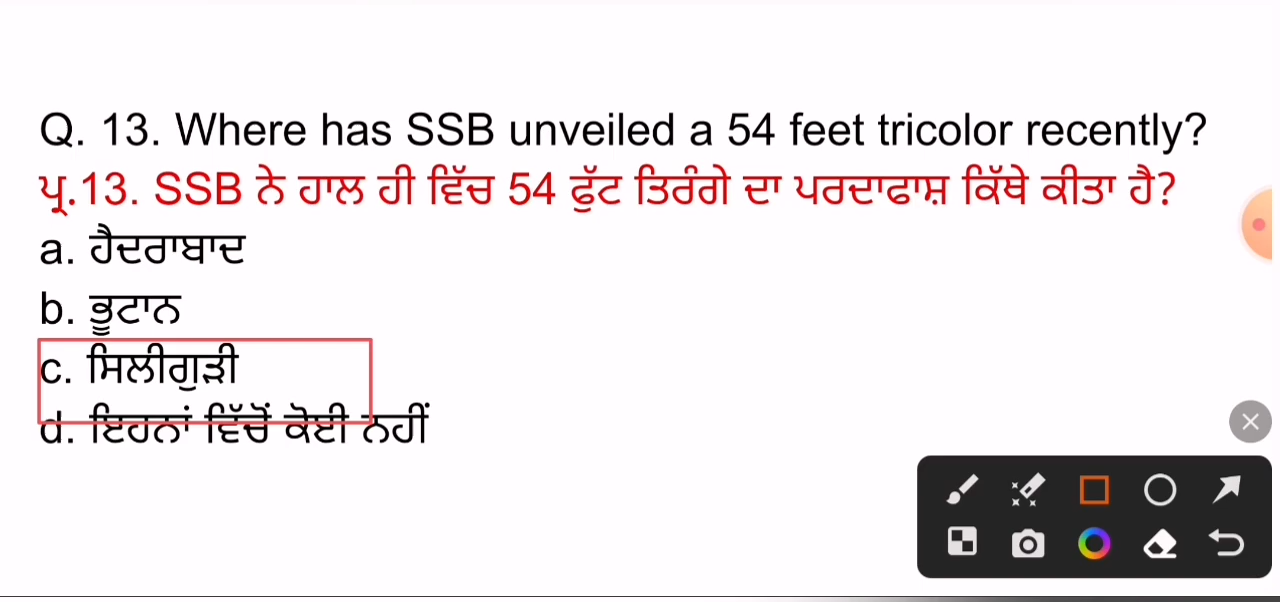 Q. 13. Where has SSB unveiled a 54 feet tricolor recently?
ਪ੍ਰ.13. SSB ਨੇ ਹਾਲ ਹੀ ਵਿੱਚ 54 ਫੁੱਟ ਤਿਰੰਗੇ ਦਾ ਪਰਦਾਫਾਸ਼ ਕਿੱਥੇ ਕੀਤਾ ਹੈ?
a. ਹੈਦਰਾਬਾਦ
b. ਭੂਟਾਨ
c. ਸਿਲੀਗੁੜੀ
d. ਇਹਨਾਂ ਵਿੱਚੋਂ ਕੋਈ ਨਹੀਂ